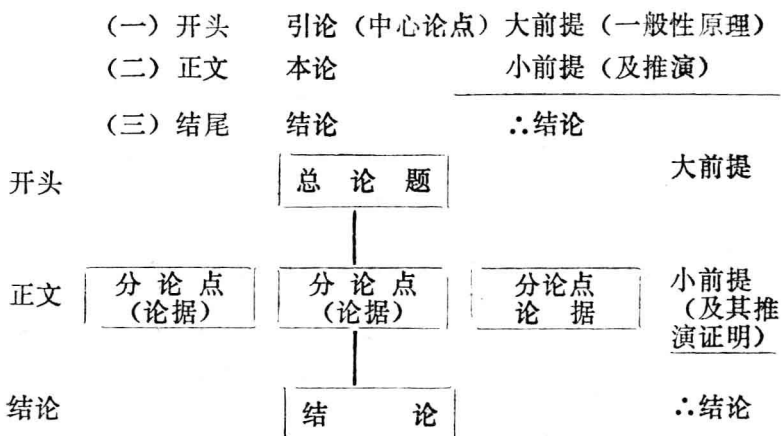 （一）开头 引论（中心论点）大前提（一般性原理）
（二）正文 本论 小前提（及推演）
（三）结尾 结论 ∴结论
开头 总 论 题 大前提
正文 分 论 点 分 论 点 分论点 小前提
（论据） （论据） 论 据 （及其推
演证明）
结论 结 论 ∴结论